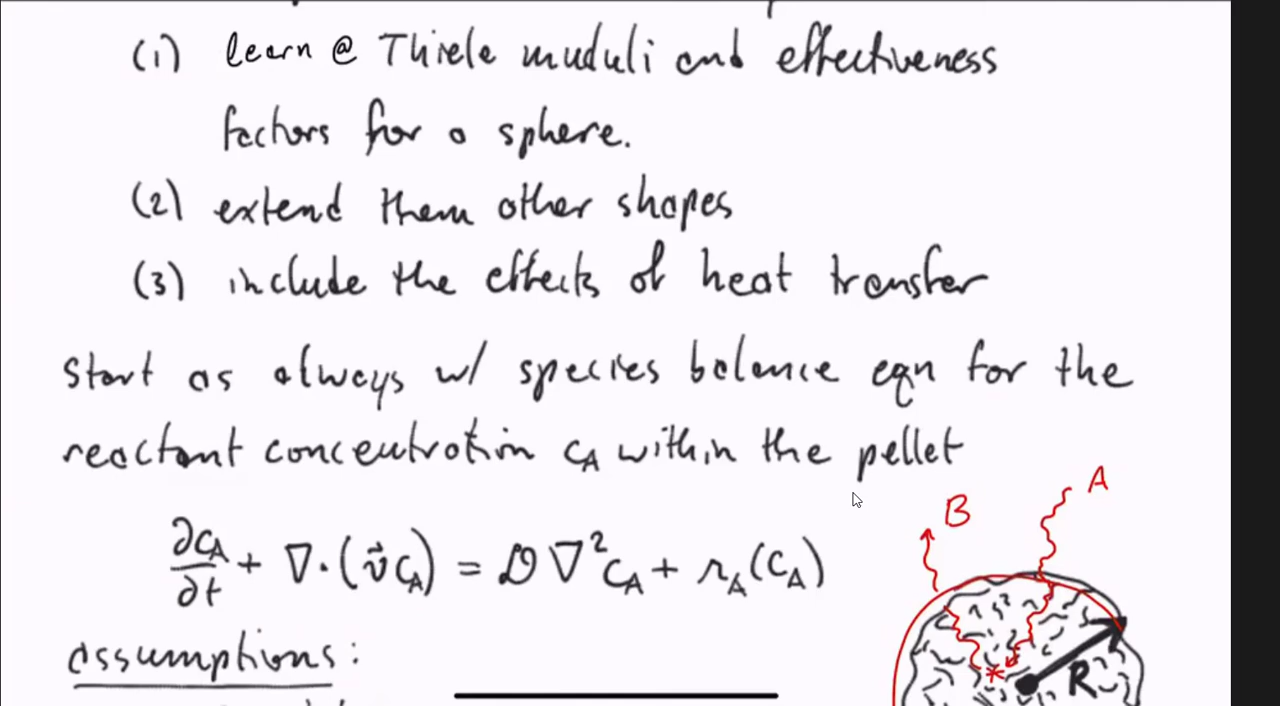 (1) learn @ Thiele muduli and effectiveness
factors for a sphere.
(2) extend them other shapes
(3) include the effects of heat transfer
start as always w/ species balance eqn for the
reactant concentration c_A within the pellet
B A
∂c_A/∂t + ∇·(v⃗ c_A) = 𝒟∇²c_A + r_A(c_A)
assumptions:
R